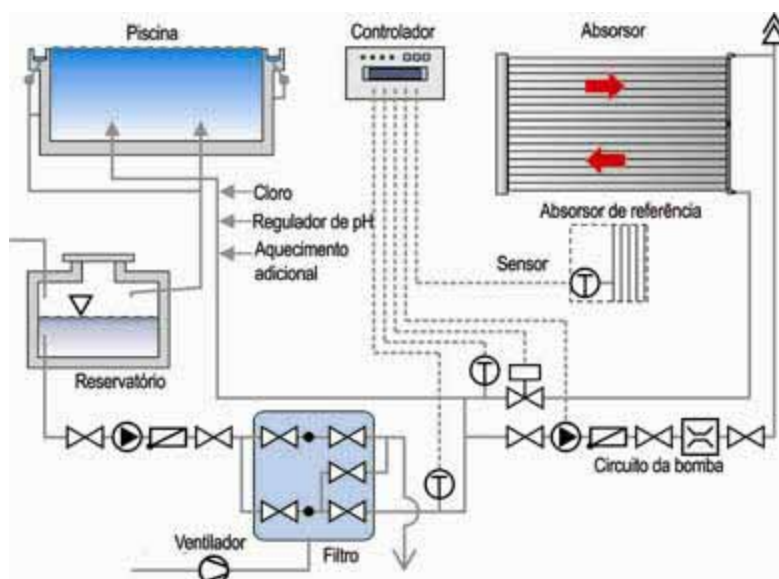 Piscina
Controlador
Absorsor
Cloro
Regulador de pH
Aquecimento
adicional
Absorsor de referência
Sensor
T
Reservatório
T
T
Circuito da bomba
Ventilador
Filtro